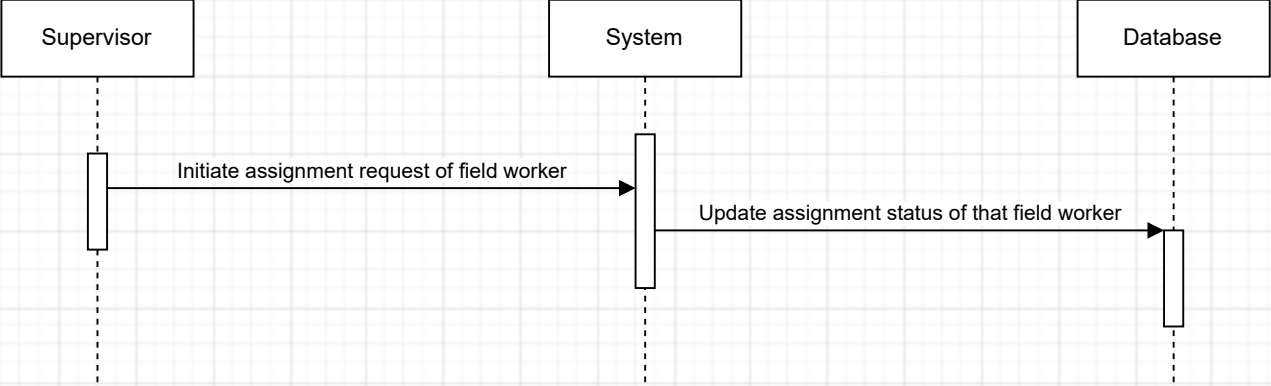 Supervisor
System
Database
Initiate assignment request of field worker
Update assignment status of that field worker